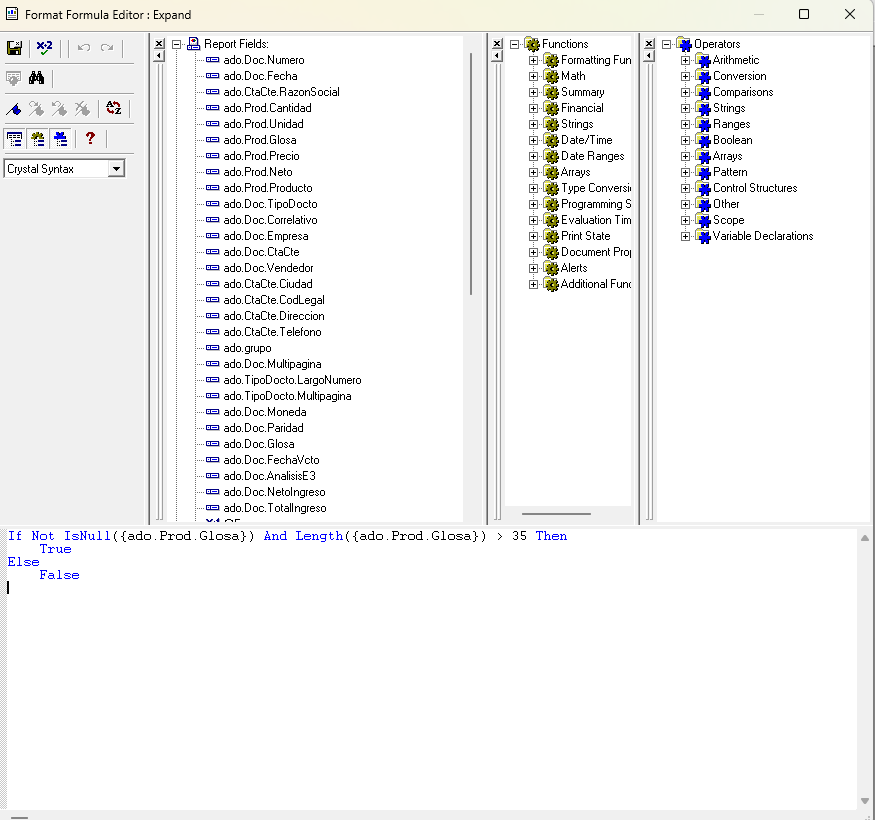 Format Formula Editor : Expand
Crystal Syntax
Report Fields:
ado.Doc.Numero
ado.Doc.Fecha
ado.CtaCte.RazonSocial
ado.Prod.Cantidad
ado.Prod.Unidad
ado.Prod.Glosa
ado.Prod.Precio
ado.Prod.Neto
ado.Prod.Producto
ado.Doc.TipoDocto
ado.Doc.Correlativo
ado.Doc.Empresa
ado.Doc.CtaCte
ado.Doc.Vendedor
ado.CtaCte.Ciudad
ado.CtaCte.CodLegal
ado.CtaCte.Direccion
ado.CtaCte.Telefono
ado.grupo
ado.Doc.Multipagina
ado.TipoDocto.LargoNumero
ado.TipoDocto.Multipagina
ado.Doc.Moneda
ado.Doc.Paridad
ado.Doc.Glosa
ado.Doc.FechaVcto
ado.Doc.AnalisisE3
ado.Doc.NetoIngreso
ado.Doc.TotalIngreso
Functions
Formatting Fun
Math
Summary
Financial
Strings
Date/Time
Date Ranges
Arrays
Type Conversi
Programming S
Evaluation Tim
Print State
Document Prop
Alerts
Additional Func
Operators
Arithmetic
Conversion
Comparisons
Strings
Ranges
Boolean
Arrays
Pattern
Control Structures
Other
Scope
Variable Declarations
If Not IsNull({ado.Prod.Glosa}) And Length({ado.Prod.Glosa}) > 35 Then
True
Else
False